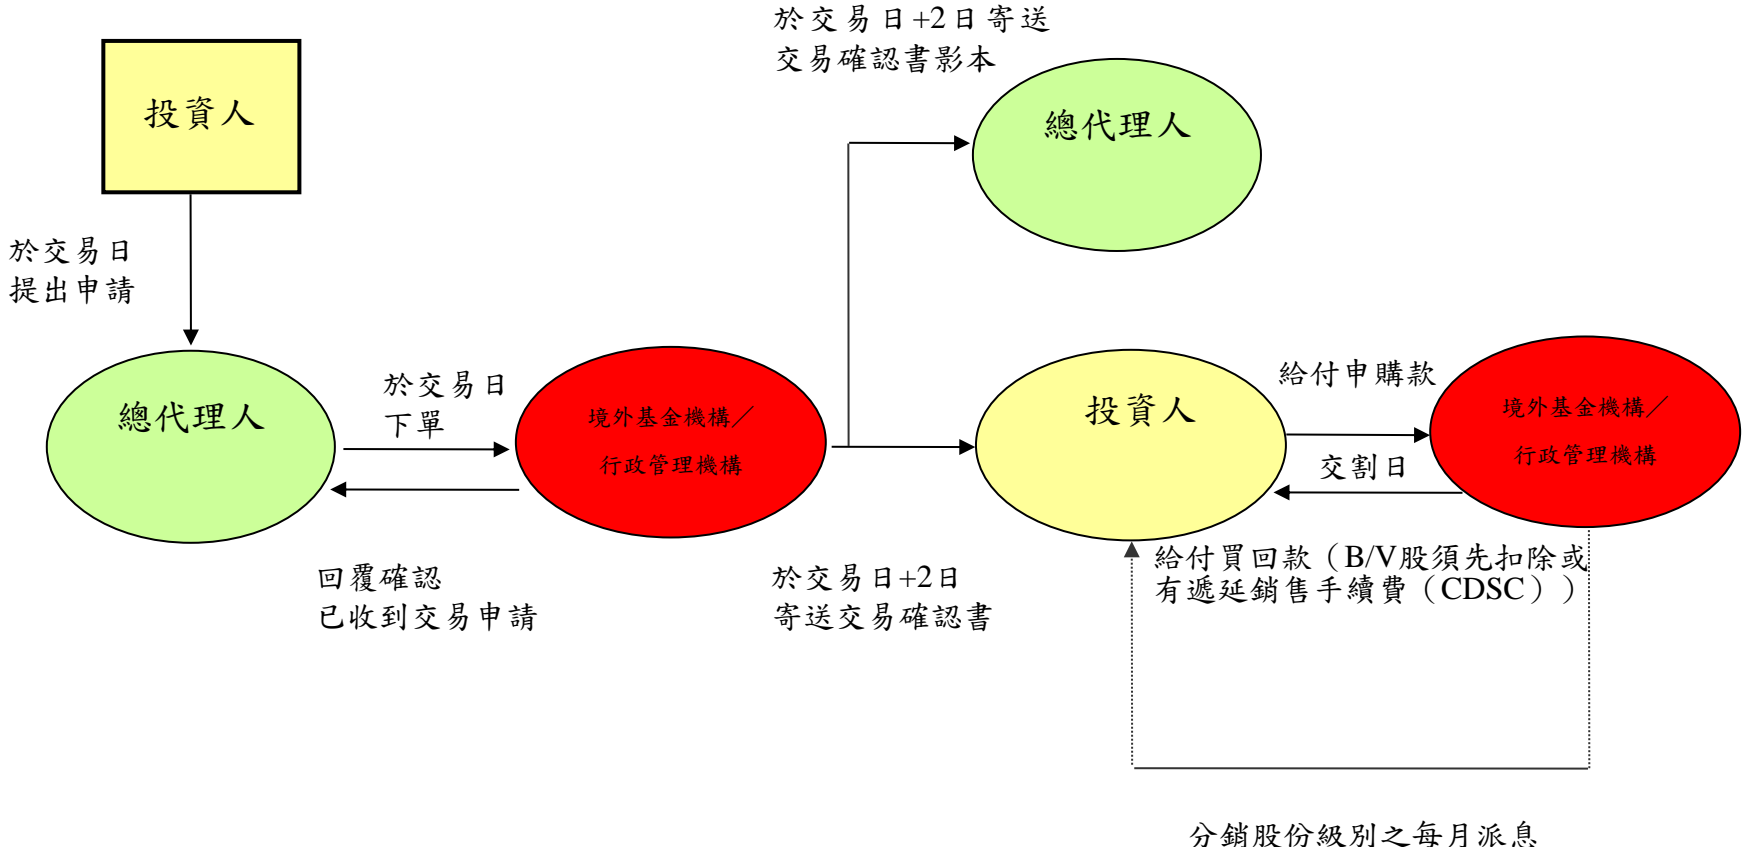 於交易日+2日寄送
交易確認書影本
投資人
總代理人
於交易日
提出申請
總代理人
於交易日
下單
境外基金機構／
行政管理機構
投資人
給付申購款
交割日
境外基金機構／
行政管理機構
回覆確認
已收到交易申請
於交易日+2日
寄送交易確認書
給付買回款（B/V股須先扣除或
有遞延銷售手續費（CDSC））
分銷股份級別之每月派息